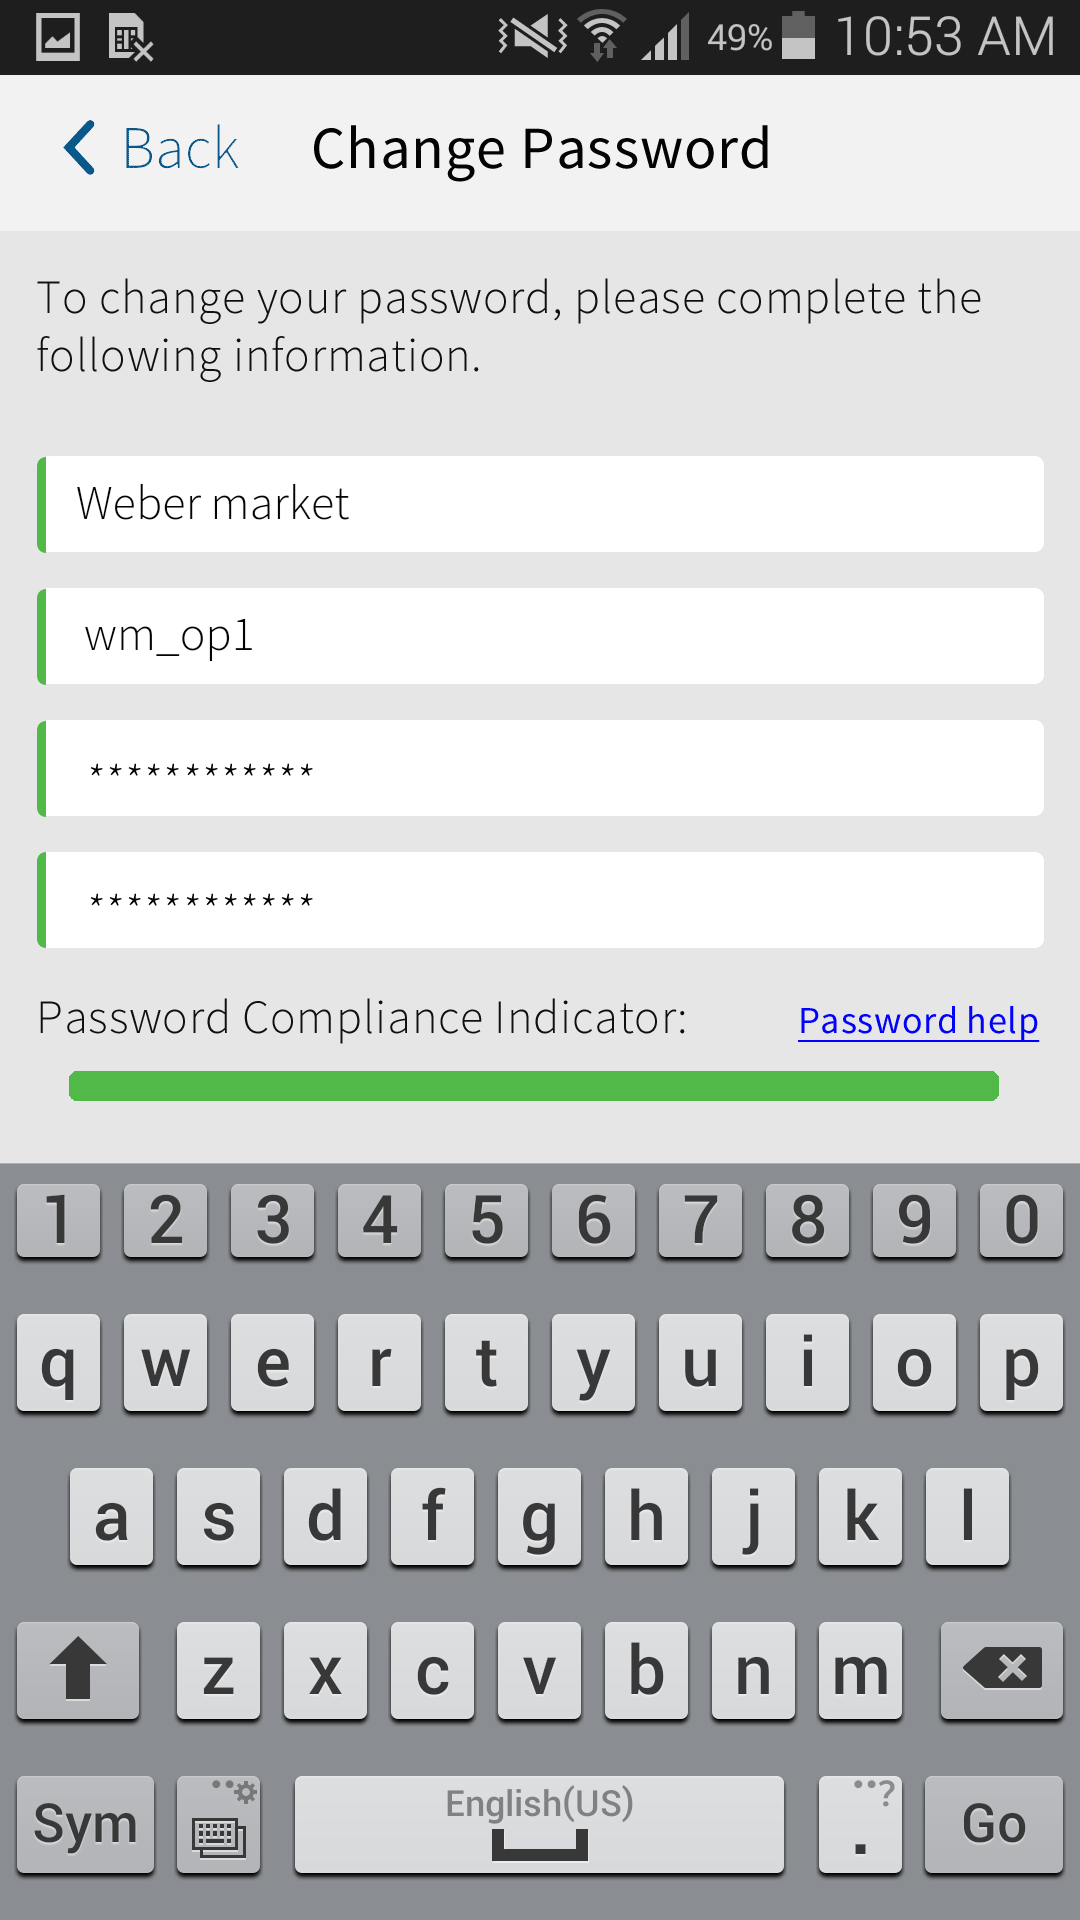 49% 10:53 AM
Back Change Password
To change your password, please complete the
following information.
Weber market
wm_op1
************
************
Password Compliance Indicator: Password help
1 2 3 4 5 6 7 8 9 0
q w e r t y u i o p
a s d f g h j k l
z x c v b n m
Sym English(US) . ? Go